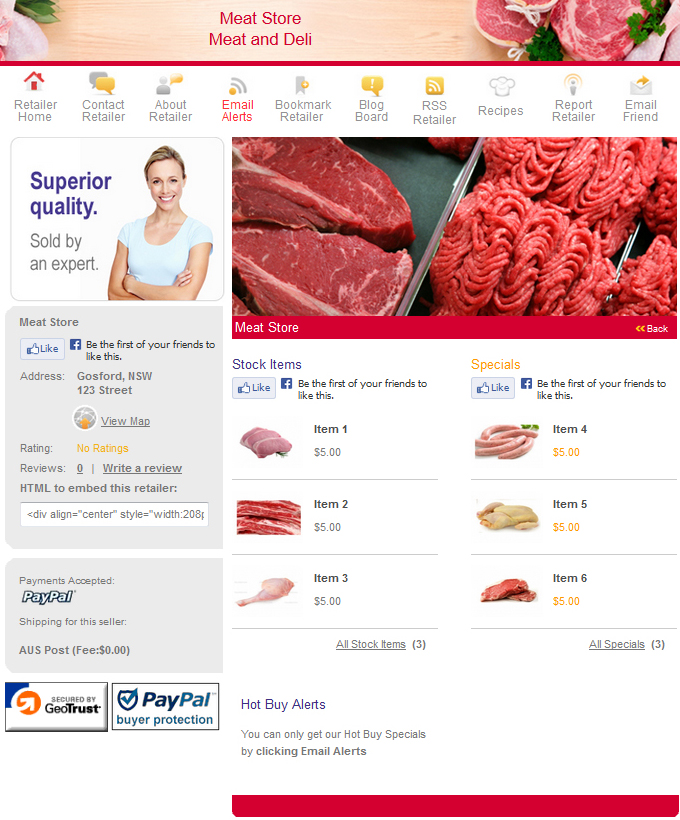 Meat Store
Meat and Deli
Retailer Home
Contact Retailer
About Retailer
Email Alerts
Bookmark Retailer
Blog Board
RSS Retailer
Recipes
Report Retailer
Email Friend
Superior
quality.
Sold by
an expert.
Meat Store
Back
Meat Store
Like
Be the first of your friends to
like this.
Address: Gosford, NSW
123 Street
View Map
Rating: No Ratings
Reviews: 0 | Write a review
HTML to embed this retailer:
<div align="center" style="width:208p
Payments Accepted:
PayPal
Shipping for this seller:
AUS Post (Fee:$0.00)
SECURED BY
GeoTrust
PayPal
buyer protection
Stock Items
Like
Be the first of your friends to
like this.
Item 1
$5.00
Item 2
$5.00
Item 3
$5.00
All Stock Items (3)
Specials
Like
Be the first of your friends to
like this.
Item 4
$5.00
Item 5
$5.00
Item 6
$5.00
All Specials (3)
Hot Buy Alerts
You can only get our Hot Buy Specials
by clicking Email Alerts